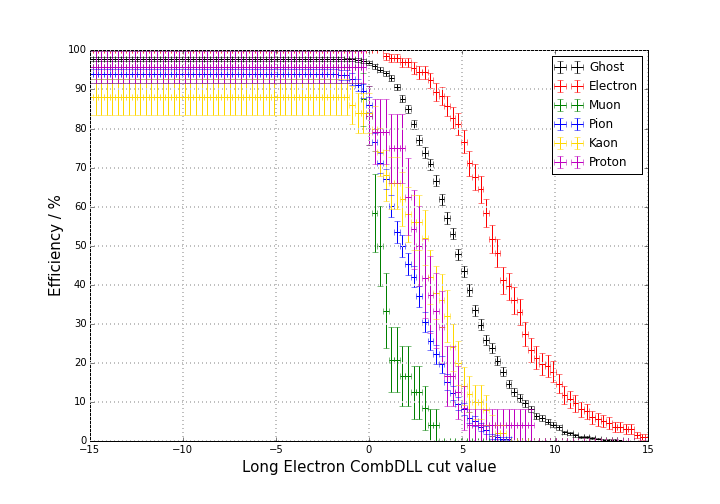 100
90
80
70
60
50
40
30
20
10
0
Efficiency / %
−15
−10
−5
0
5
10
15
Long Electron CombDLL cut value
Ghost
Electron
Muon
Pion
Kaon
Proton